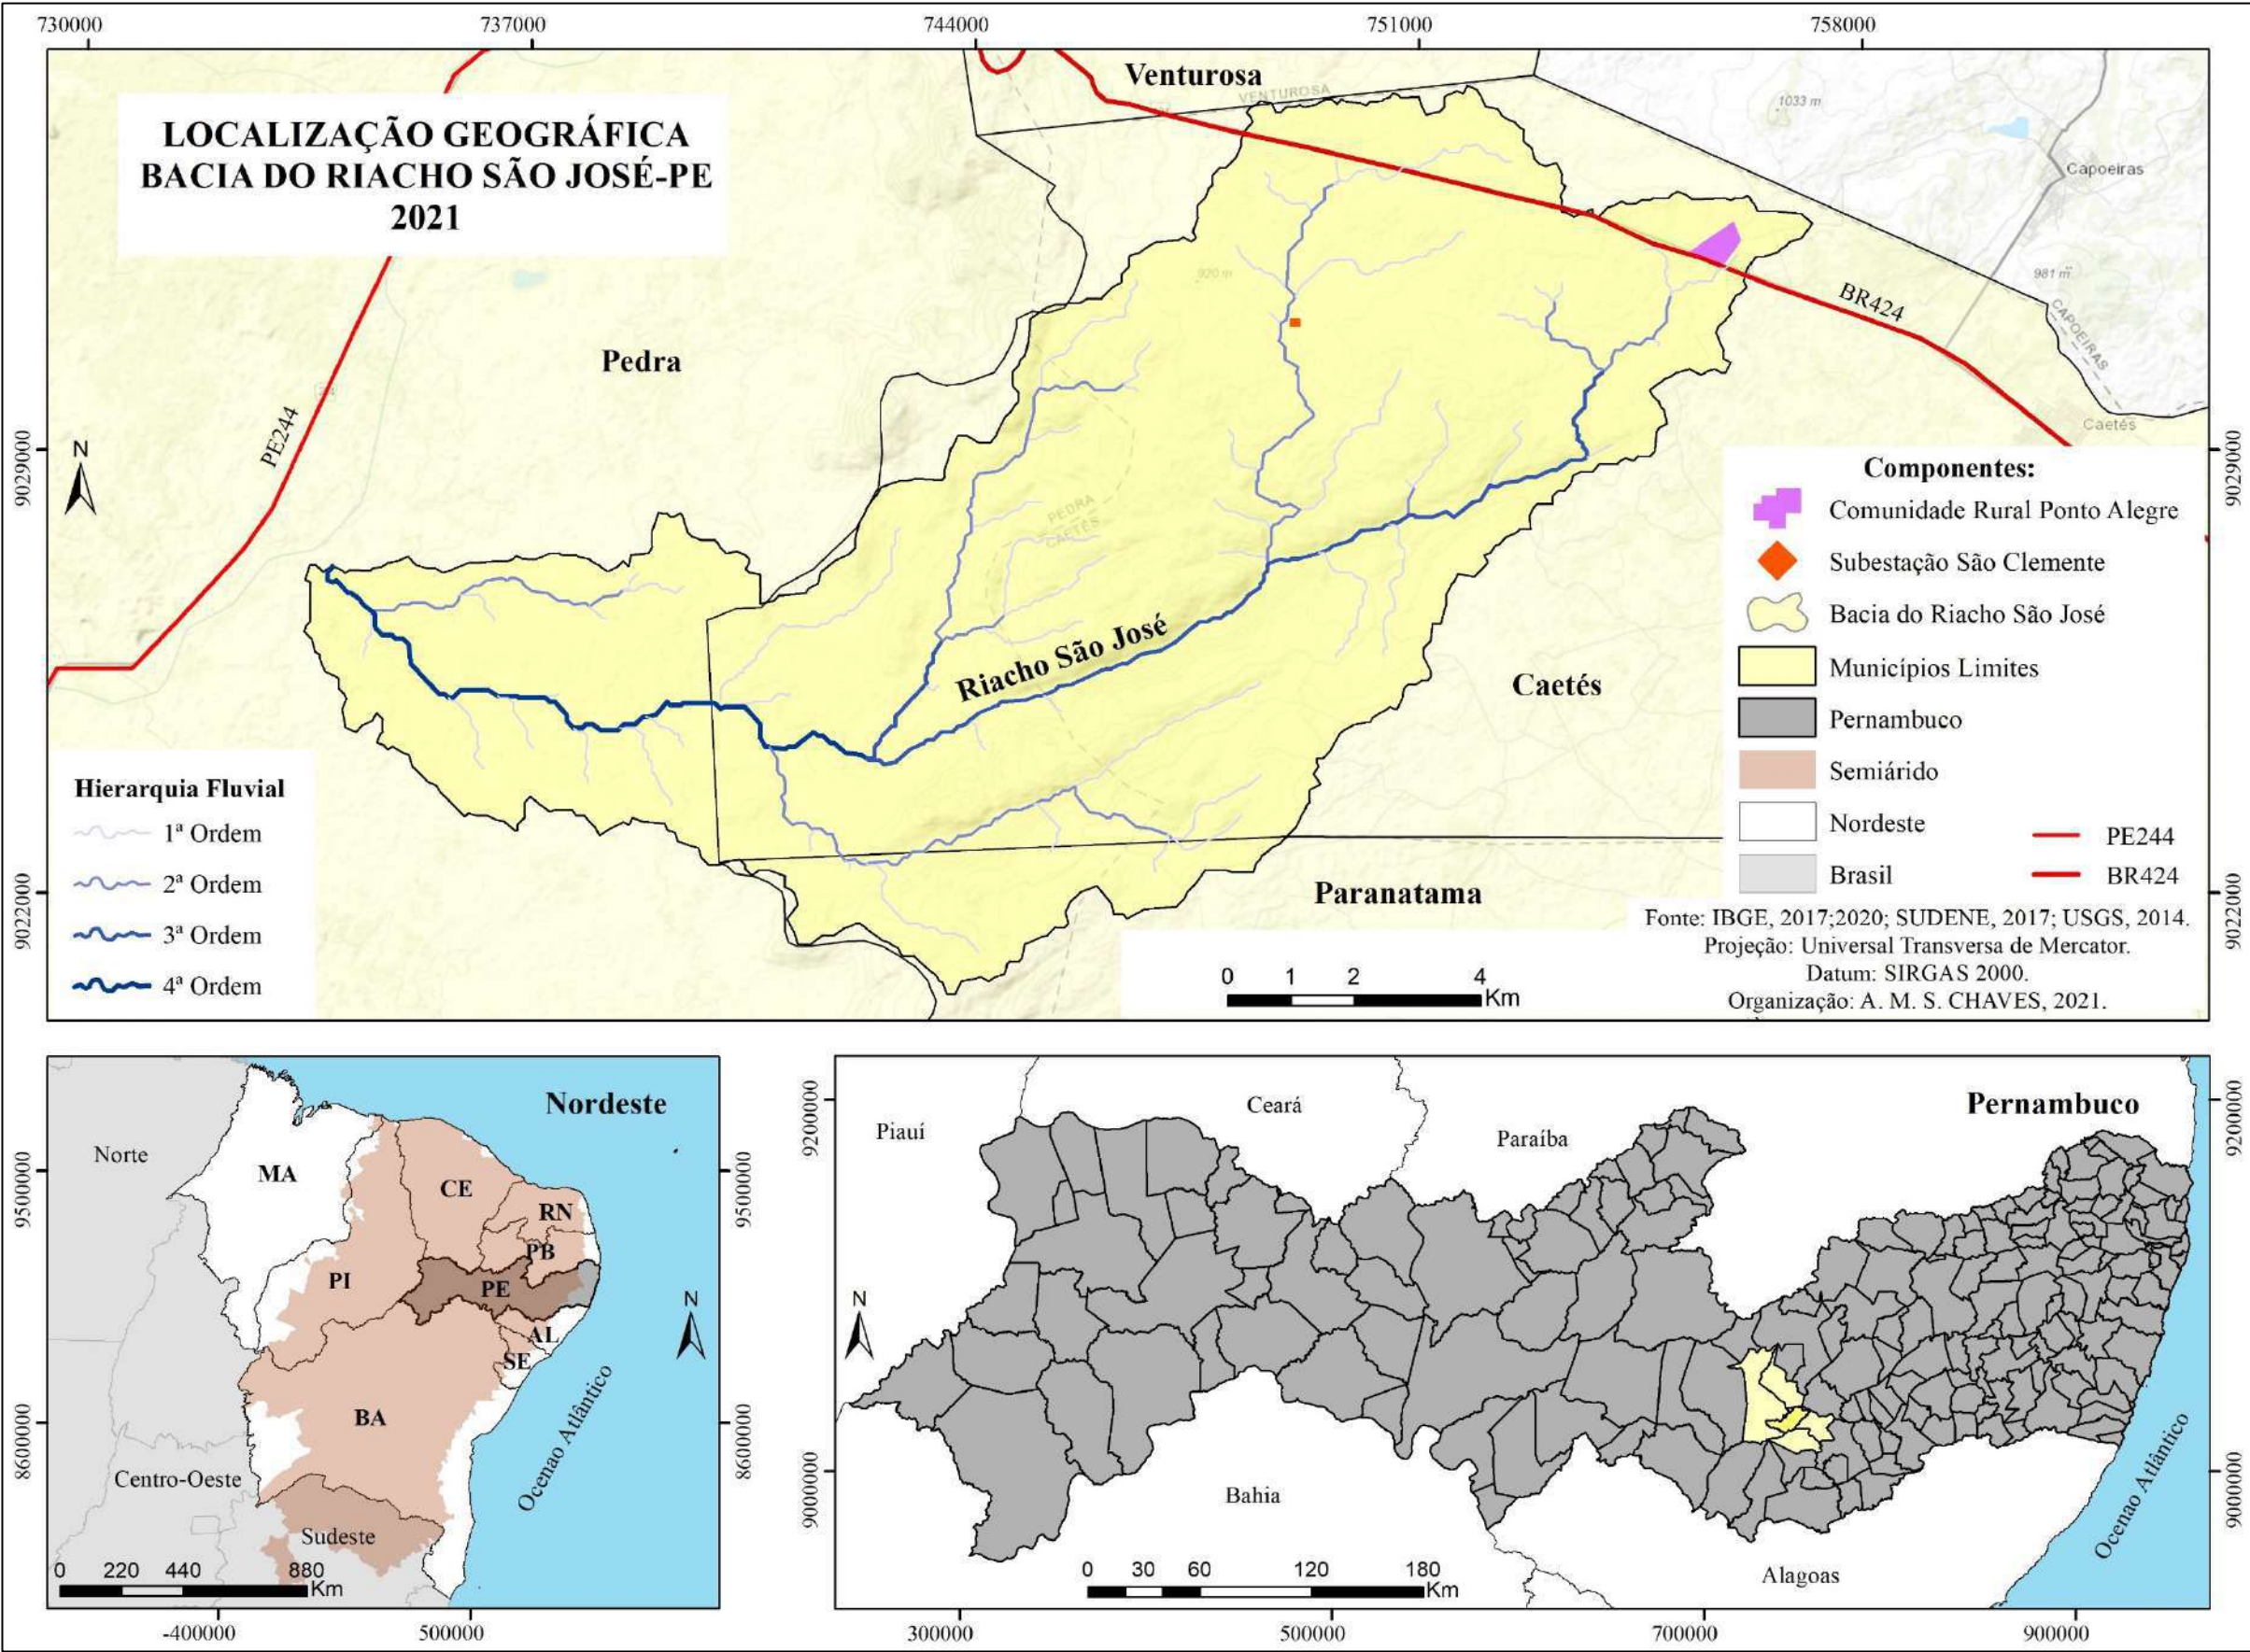 730000
737000
744000
751000
758000
LOCALIZAÇÃO GEOGRÁFICA
BACIA DO RIACHO SÃO JOSÉ-PE
2021
Venturosa
VENTUROSA
1033 m
Capoeiras
920 m
981 m
CAPOEIRAS
BR424
Caetés
Pedra
PE244
N
9029000
9029000
PEDRA
CAETÉS
Riacho São José
Caetés
Paranatama
9022000
9022000
Hierarquia Fluvial
1ª Ordem
2ª Ordem
3ª Ordem
4ª Ordem
Componentes:
Comunidade Rural Ponto Alegre
Subestação São Clemente
Bacia do Riacho São José
Municípios Limites
Pernambuco
Semiárido
Nordeste
Brasil
PE244
BR424
Fonte: IBGE, 2017;2020; SUDENE, 2017; USGS, 2014.
Projeção: Universal Transversa de Mercator.
Datum: SIRGAS 2000.
Organização: A. M. S. CHAVES, 2021.
0 1 2 4
Km
Nordeste
Norte
MA
CE
RN
PB
PI
PE
AL
SE
BA
Centro-Oeste
Sudeste
Ocenao Atlântico
N
9500000
9500000
8600000
8600000
0 220 440 880
Km
-400000
500000
Pernambuco
Piauí
Ceará
Paraíba
Bahia
Alagoas
Ocenao Atlântico
N
9200000
9200000
9000000
9000000
0 30 60 120 180
Km
300000
500000
700000
900000